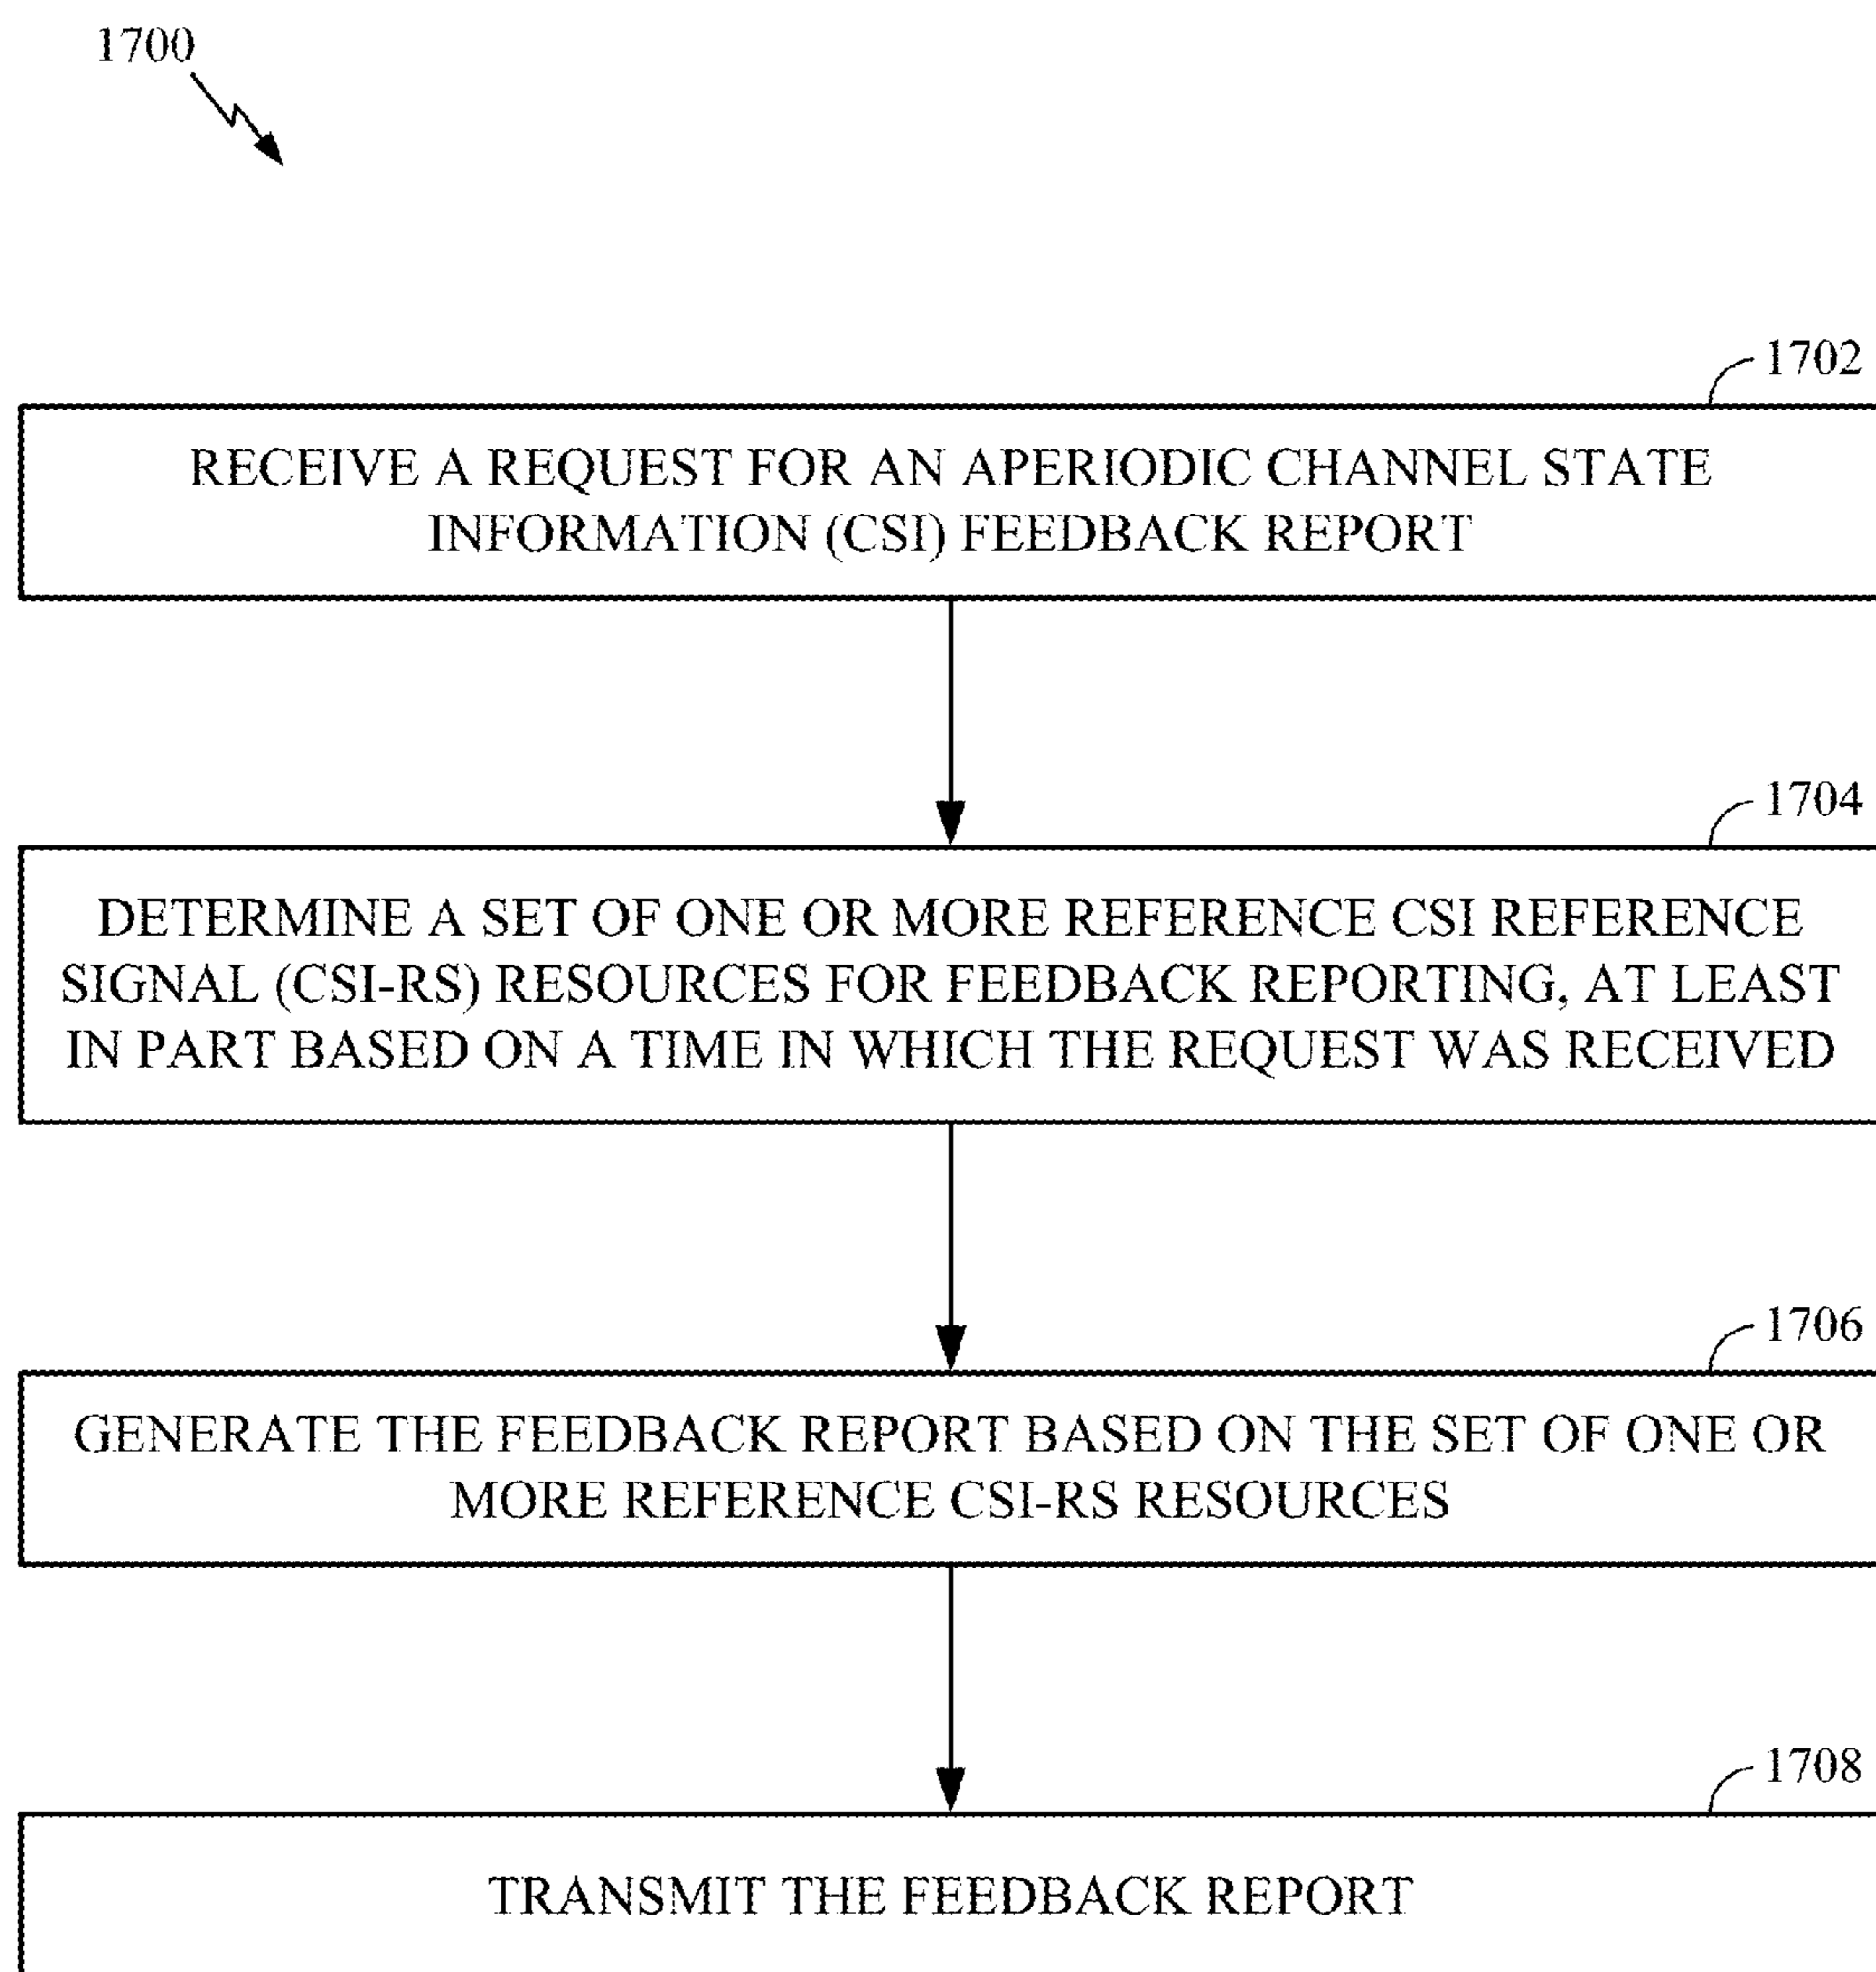 1700
1702
RECEIVE A REQUEST FOR AN APERIODIC CHANNEL STATE
INFORMATION (CSI) FEEDBACK REPORT
1704
DETERMINE A SET OF ONE OR MORE REFERENCE CSI REFERENCE
SIGNAL (CSI-RS) RESOURCES FOR FEEDBACK REPORTING, AT LEAST
IN PART BASED ON A TIME IN WHICH THE REQUEST WAS RECEIVED
1706
GENERATE THE FEEDBACK REPORT BASED ON THE SET OF ONE OR
MORE REFERENCE CSI-RS RESOURCES
1708
TRANSMIT THE FEEDBACK REPORT